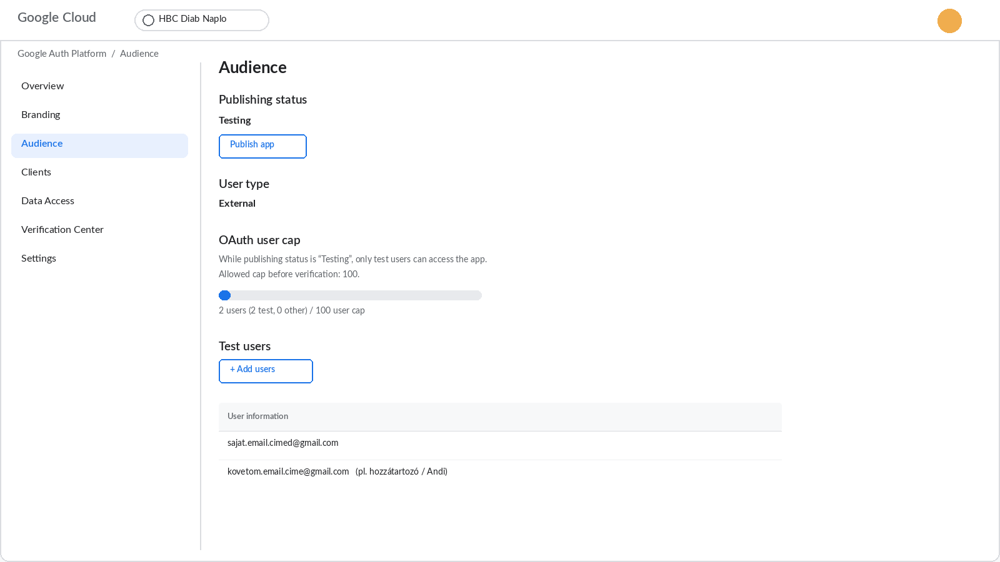 Google Cloud
HBC Diab Naplo
Google Auth Platform / Audience
Overview
Branding
Audience
Clients
Data Access
Verification Center
Settings
Audience
Publishing status
Testing
Publish app
User type
External
OAuth user cap
While publishing status is “Testing”, only test users can access the app.
Allowed cap before verification: 100.
2 users (2 test, 0 other) / 100 user cap
Test users
+ Add users
User information
sajat.email.cimed@gmail.com
kovetom.email.cime@gmail.com (pl. hozzátartozó / Andi)